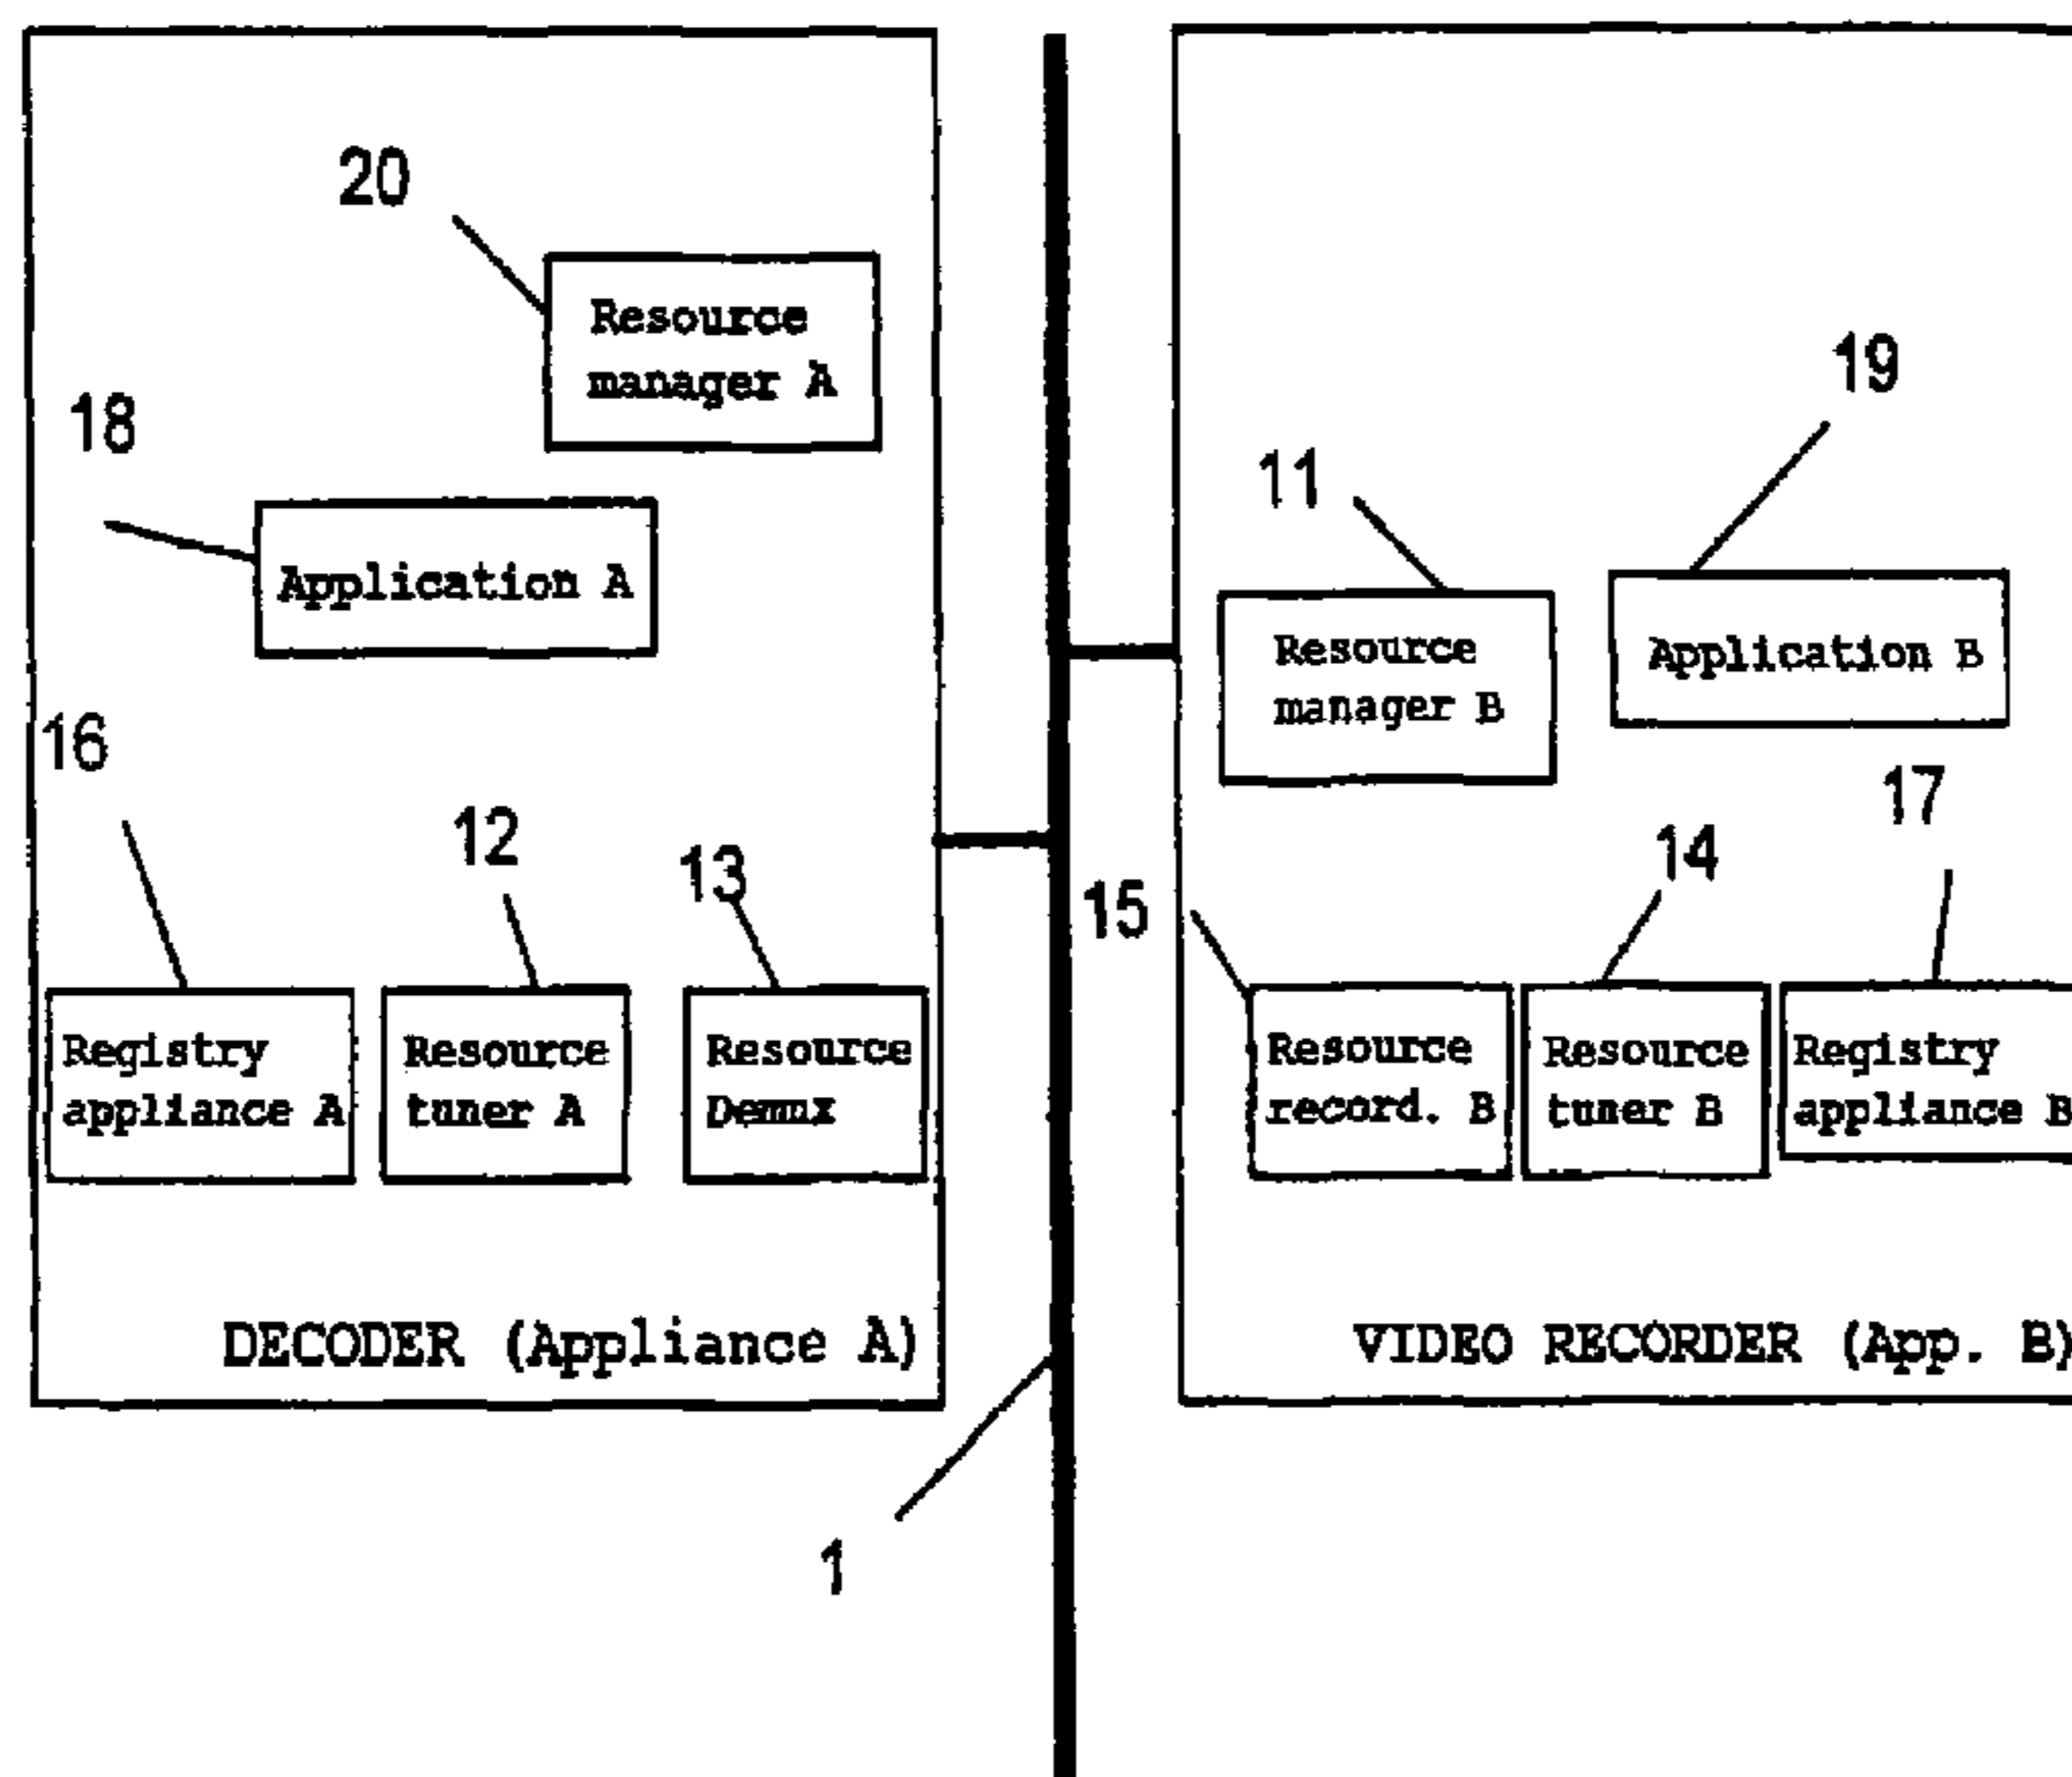 20
Resource
manager A
18
Application A
16
12
13
Registry
appliance A
Resource
tuner A
Resource
Demux
DECODER (Appliance A)
1
19
11
Resource
manager B
Application B
17
14
15
Resource
record. B
Resource
tuner B
Registry
appliance B
VIDEO RECORDER (App. B)